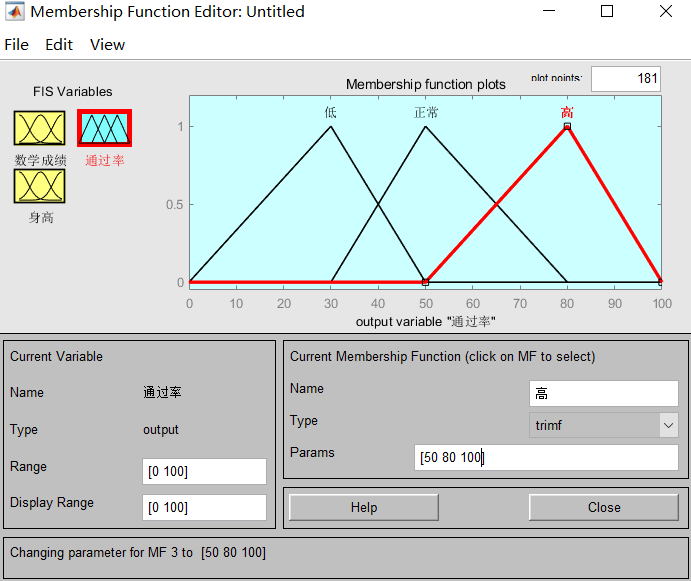 Membership Function Editor: Untitled
File Edit View
FIS Variables
Membership function plots
plot points:
181
数学成绩
通过率
身高
低
正常
高
1
0.5
0
0 10 20 30 40 50 60 70 80 90 100
output variable "通过率"
Current Variable
Name 通过率
Type output
Range [0 100]
Display Range [0 100]
Current Membership Function (click on MF to select)
Name 高
Type trimf
Params [50 80 100]
Help
Close
Changing parameter for MF 3 to [50 80 100]